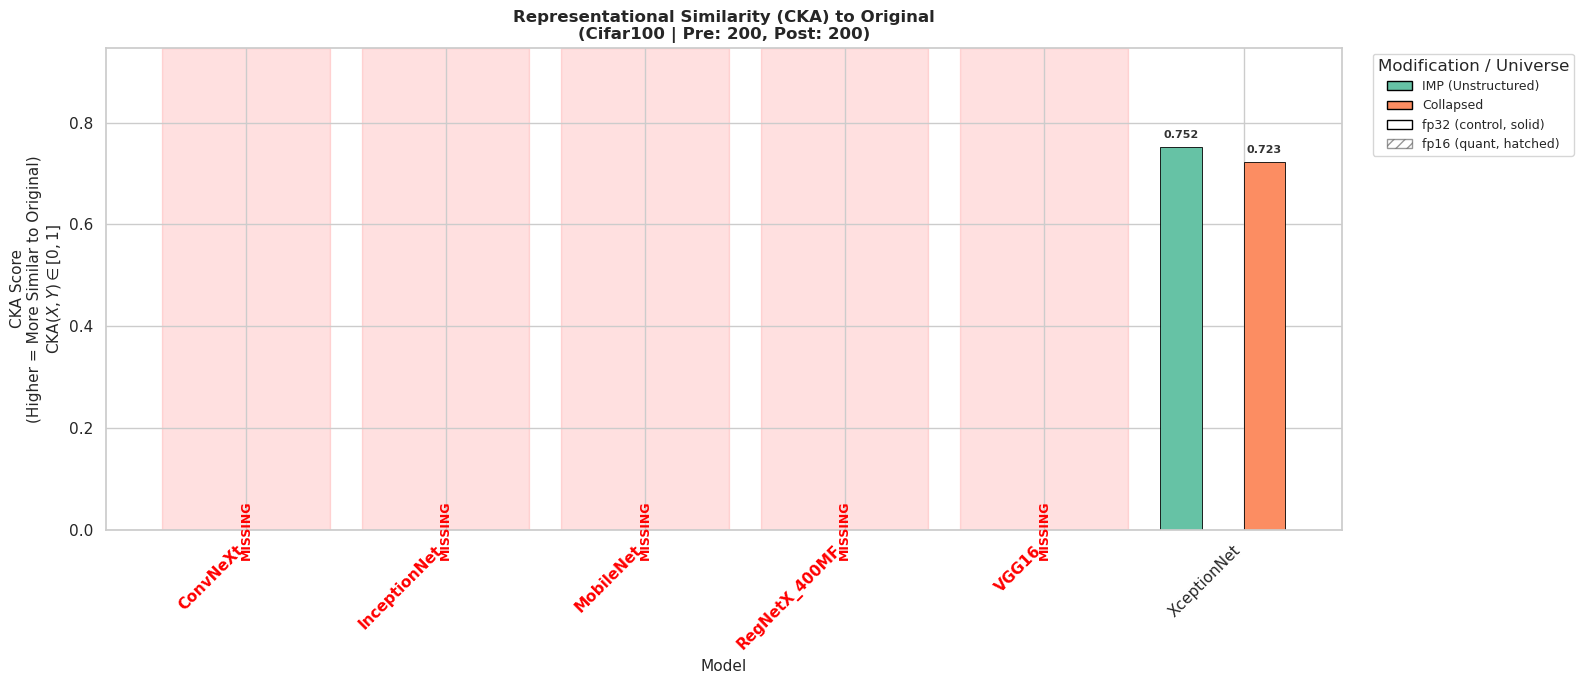 Representational Similarity (CKA) to Original
(Cifar100 | Pre: 200, Post: 200)
CKA Score
(Higher = More Similar to Original)
CKA(X, Y) ∈ [0, 1]
0.8
0.6
0.4
0.2
0.0
MISSING
MISSING
MISSING
MISSING
MISSING
0.752
0.723
ConvNeXt
InceptionNet
MobileNet
RegNetX_400MF
VGG16
XceptionNet
Model
Modification / Universe
IMP (Unstructured)
Collapsed
fp32 (control, solid)
fp16 (quant, hatched)